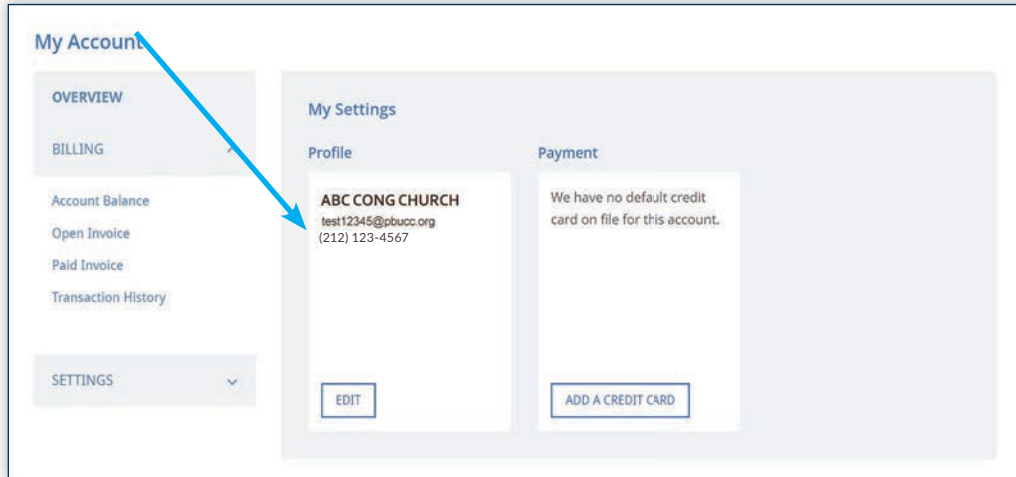 My Account
OVERVIEW
BILLING
Account Balance
Open Invoice
Paid Invoice
Transaction History
SETTINGS
My Settings
Profile
ABC CONG CHURCH
test12345@pbucc.org
(212) 123-4567
EDIT
Payment
We have no default credit
card on file for this account.
ADD A CREDIT CARD